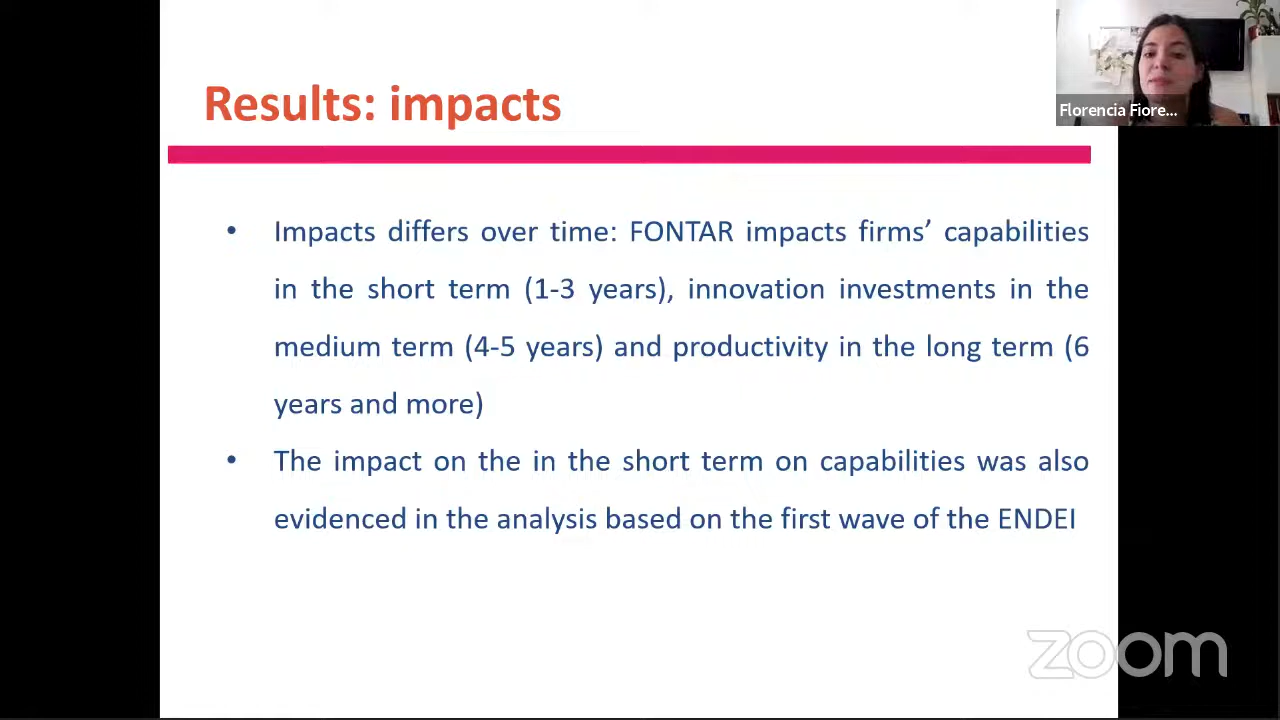 Results: impacts
Florencia Fiore...
• Impacts differs over time: FONTAR impacts firms’ capabilities
in the short term (1-3 years), innovation investments in the
medium term (4-5 years) and productivity in the long term (6
years and more)
• The impact on the in the short term on capabilities was also
evidenced in the analysis based on the first wave of the ENDEI
zoom